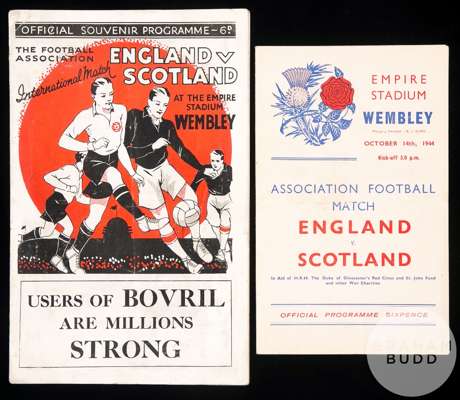 OFFICIAL SOUVENIR PROGRAMME - 6D
THE FOOTBALL
ASSOCIATION
International Match
ENGLAND V
SCOTLAND
AT THE EMPIRE
STADIUM
WEMBLEY
USERS OF BOVRIL
ARE MILLIONS
STRONG
EMPIRE
STADIUM
WEMBLEY
OCTOBER 14th, 1944
Kick-off 3.0 p.m.
ASSOCIATION FOOTBALL
MATCH
ENGLAND
v.
SCOTLAND
In Aid of H.R.H. The Duke of Gloucester's Red Cross and St. John Fund
and other War Charities
OFFICIAL PROGRAMME SIXPENCE
GRAHAM
BUDD